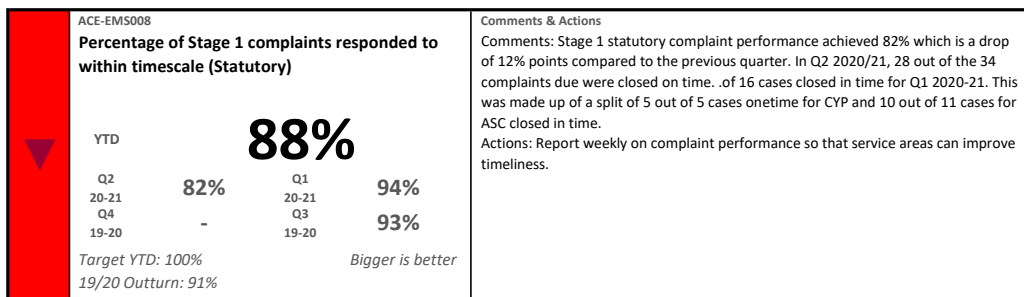 ACE-EMS008
Percentage of Stage 1 complaints responded to
within timescale (Statutory)
YTD 88%
Q2 20-21 82% Q1 20-21 94%
Q4 19-20 - Q3 19-20 93%
Target YTD: 100% Bigger is better
19/20 Outturn: 91%
Comments & Actions
Comments: Stage 1 statutory complaint performance achieved 82% which is a drop
of 12% points compared to the previous quarter. In Q2 2020/21, 28 out of the 34
complaints due were closed on time. .of 16 cases closed in time for Q1 2020-21. This
was made up of a split of 5 out of 5 cases onetime for CYP and 10 out of 11 cases for
ASC closed in time.
Actions: Report weekly on complaint performance so that service areas can improve
timeliness.